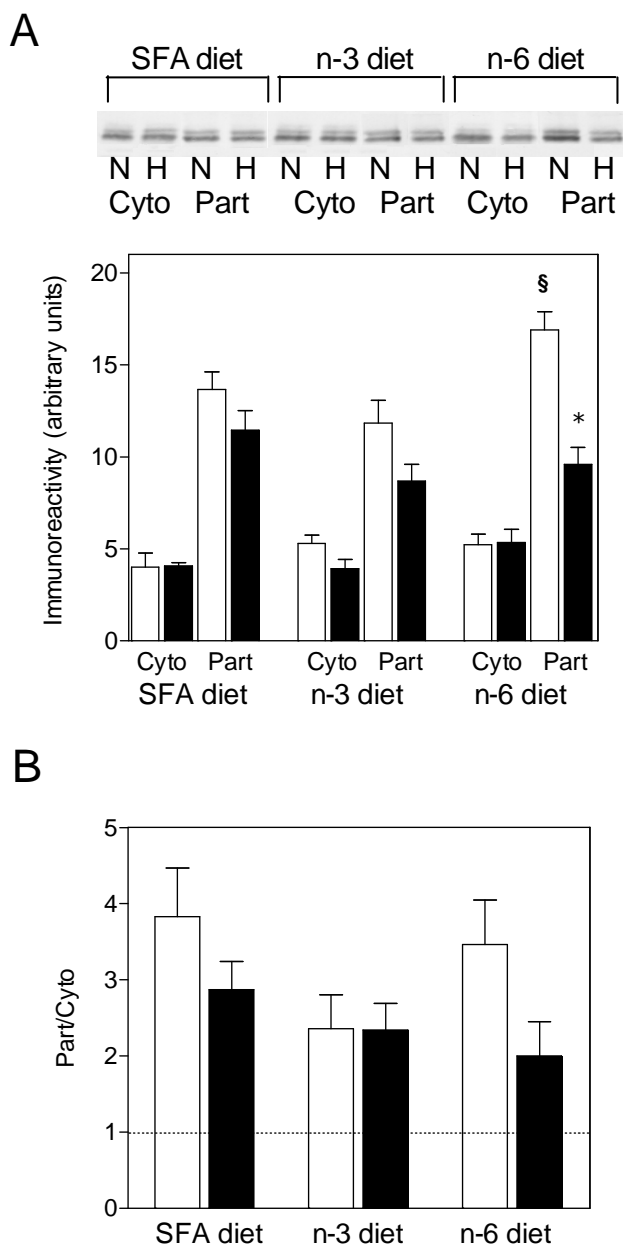 A
SFA diet n-3 diet n-6 diet
N H N H N H N H N H N H
Cyto Part Cyto Part Cyto Part
Immunoreactivity (arbitrary units)
20
15
10
5
0
§
*
Cyto Part Cyto Part Cyto Part
SFA diet n-3 diet n-6 diet
B
Part/Cyto
5
4
3
2
1
0
SFA diet n-3 diet n-6 diet